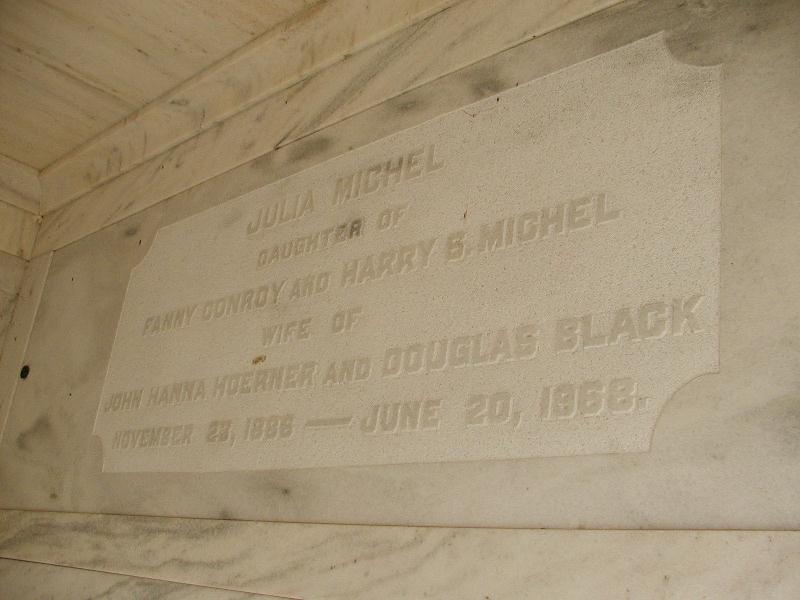 JULIA MICHEL
DAUGHTER OF
FANNY CONROY AND HARRY S. MICHEL
WIFE OF
JOHN HANNA HOERNER AND DOUGLAS BLACK
NOVEMBER 23, 1886 — JUNE 20, 1968.